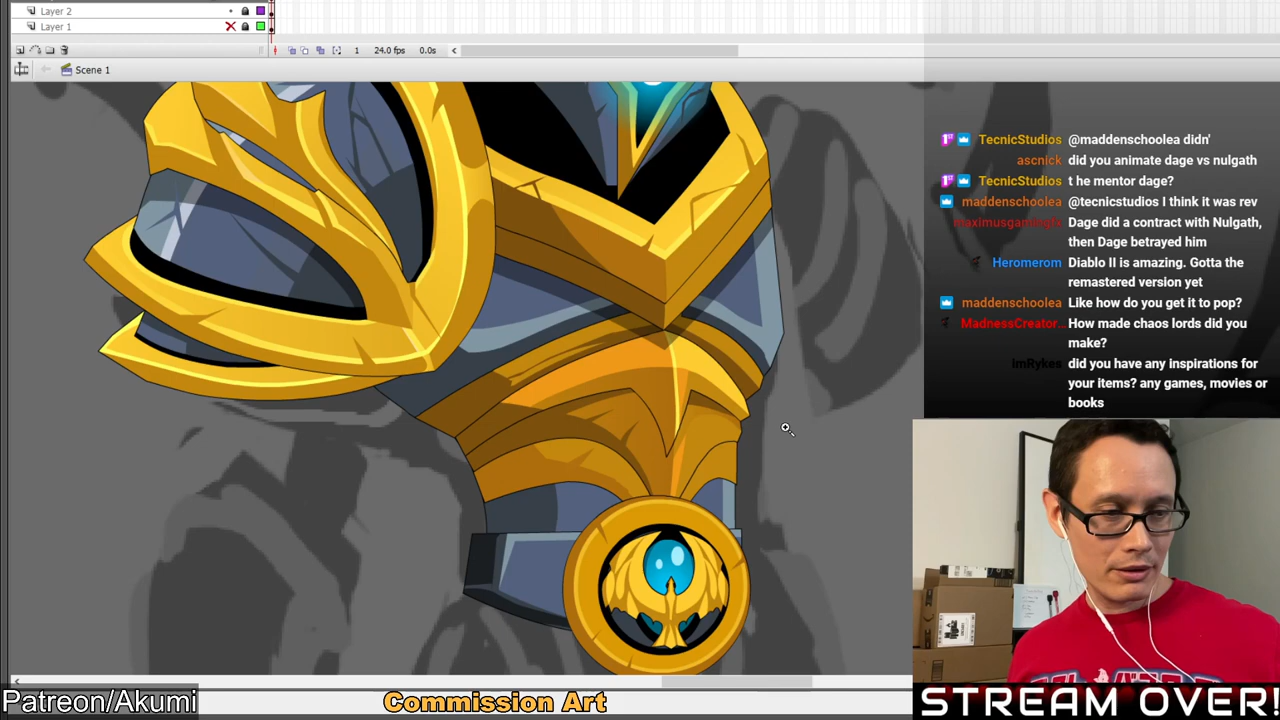 Layer 2
Layer 1
1 24.0 fps 0.0s
Scene 1
TecnicStudios @maddenschoolea didn'
ascnick did you animate dage vs nulgath
TecnicStudios t he mentor dage?
maddenschoolea @tecnicstudios I think it was rev
maximusgamingfc Dage did a contract with Nulgath,
then Dage betrayed him
Heromerom Diablo II is amazing. Gotta the
remastered version yet
maddenschoolea Like how do you get it to pop?
MadnessCreator... How made chaos lords did you
make?
ImRykes did you have any inspirations for
your items? any games, movies or
books
Patreon/Akumi
Commission Art
STREAM OVER!